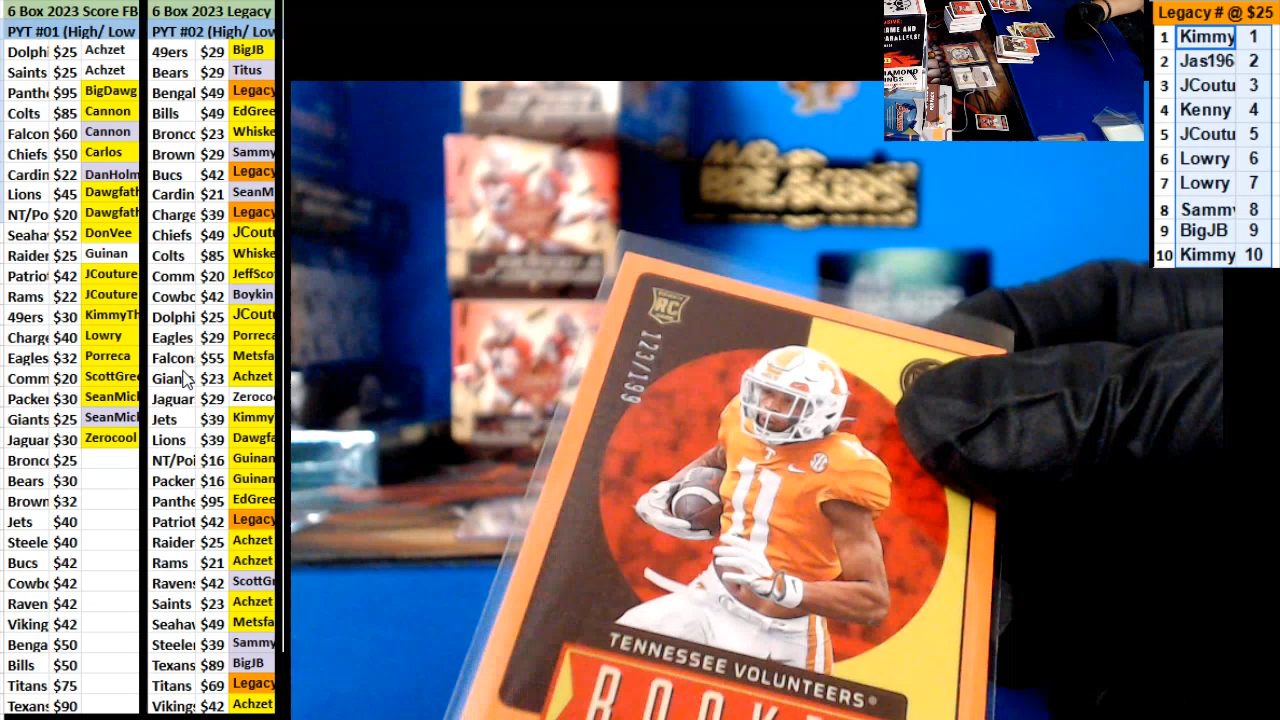 6 Box 2023 Score FB
PYT #01 (High/ Low
Dolph $25 Achzet
Saints $25 Achzet
Panth $95 BigDawg
Colts $85 Cannon
Falcon $60 Cannon
Chiefs $50 Carlos
Cardin $22 DanHolm
Lions $45 Dawgfath
NT/Po $20 Dawgfath
Seaha $52 DonVee
Raider $25 Guinan
Patriot $42 JCouture
Rams $22 JCouture
49ers $30 KimmyTh
Charge $40 Lowry
Eagles $32 Porreca
Comm $20 ScottGree
Packer $30 SeanMic
Giants $25 SeanMicl
Jaguar $30 Zerocool
Bronc $25
Bears $30
Brown $32
Jets $40
Steele $40
Bucs $42
Cowb $42
Raven $42
Viking $42
Benga $50
Bills $50
Titans $75
Texans $90
6 Box 2023 Legacy
PYT #02 (High/ Low
49ers $29 BigJB
Bears $29 Titus
Bengal $49 Legacy
Bills $49 EdGree
Bronc $23 Whiske
Brown $29 Sammy
Bucs $42 Legacy
Cardin $21 SeanM
Charge $39 Legacy
Chiefs $49 JCout
Colts $85 Whiske
Comm $20 JeffSco
Cowbo $42 Boykin
Dolphi $25 JCout
Eagles $29 Porreca
Falcon $55 Metsfa
Gian $23 Achzet
Jaguar $29 Zeroco
Jets $39 Kimmy
Lions $39 Dawgfa
NT/Poi $16 Guinan
Packer $16 Guinan
Panthe $95 EdGree
Patriot $42 Legacy
Raider $25 Achzet
Rams $21 Achzet
Ravens $42 ScottGr
Saints $23 Achzet
Seahav $49 Metsfa
Steeler $39 Sammy
Texans $89 BigJB
Titans $69 Legacy
Viking $42 Achzet
BREAKERS
RC
123/199
T
11
TENNESSEE VOLUNTEERS®
Legacy # @ $25
1 Kimmy 1
2 Jas196 2
3 JCoutu 3
4 Kenny 4
5 JCoutu 5
6 Lowry 6
7 Lowry 7
8 Samm 8
9 BigJB 9
10 Kimmy 10